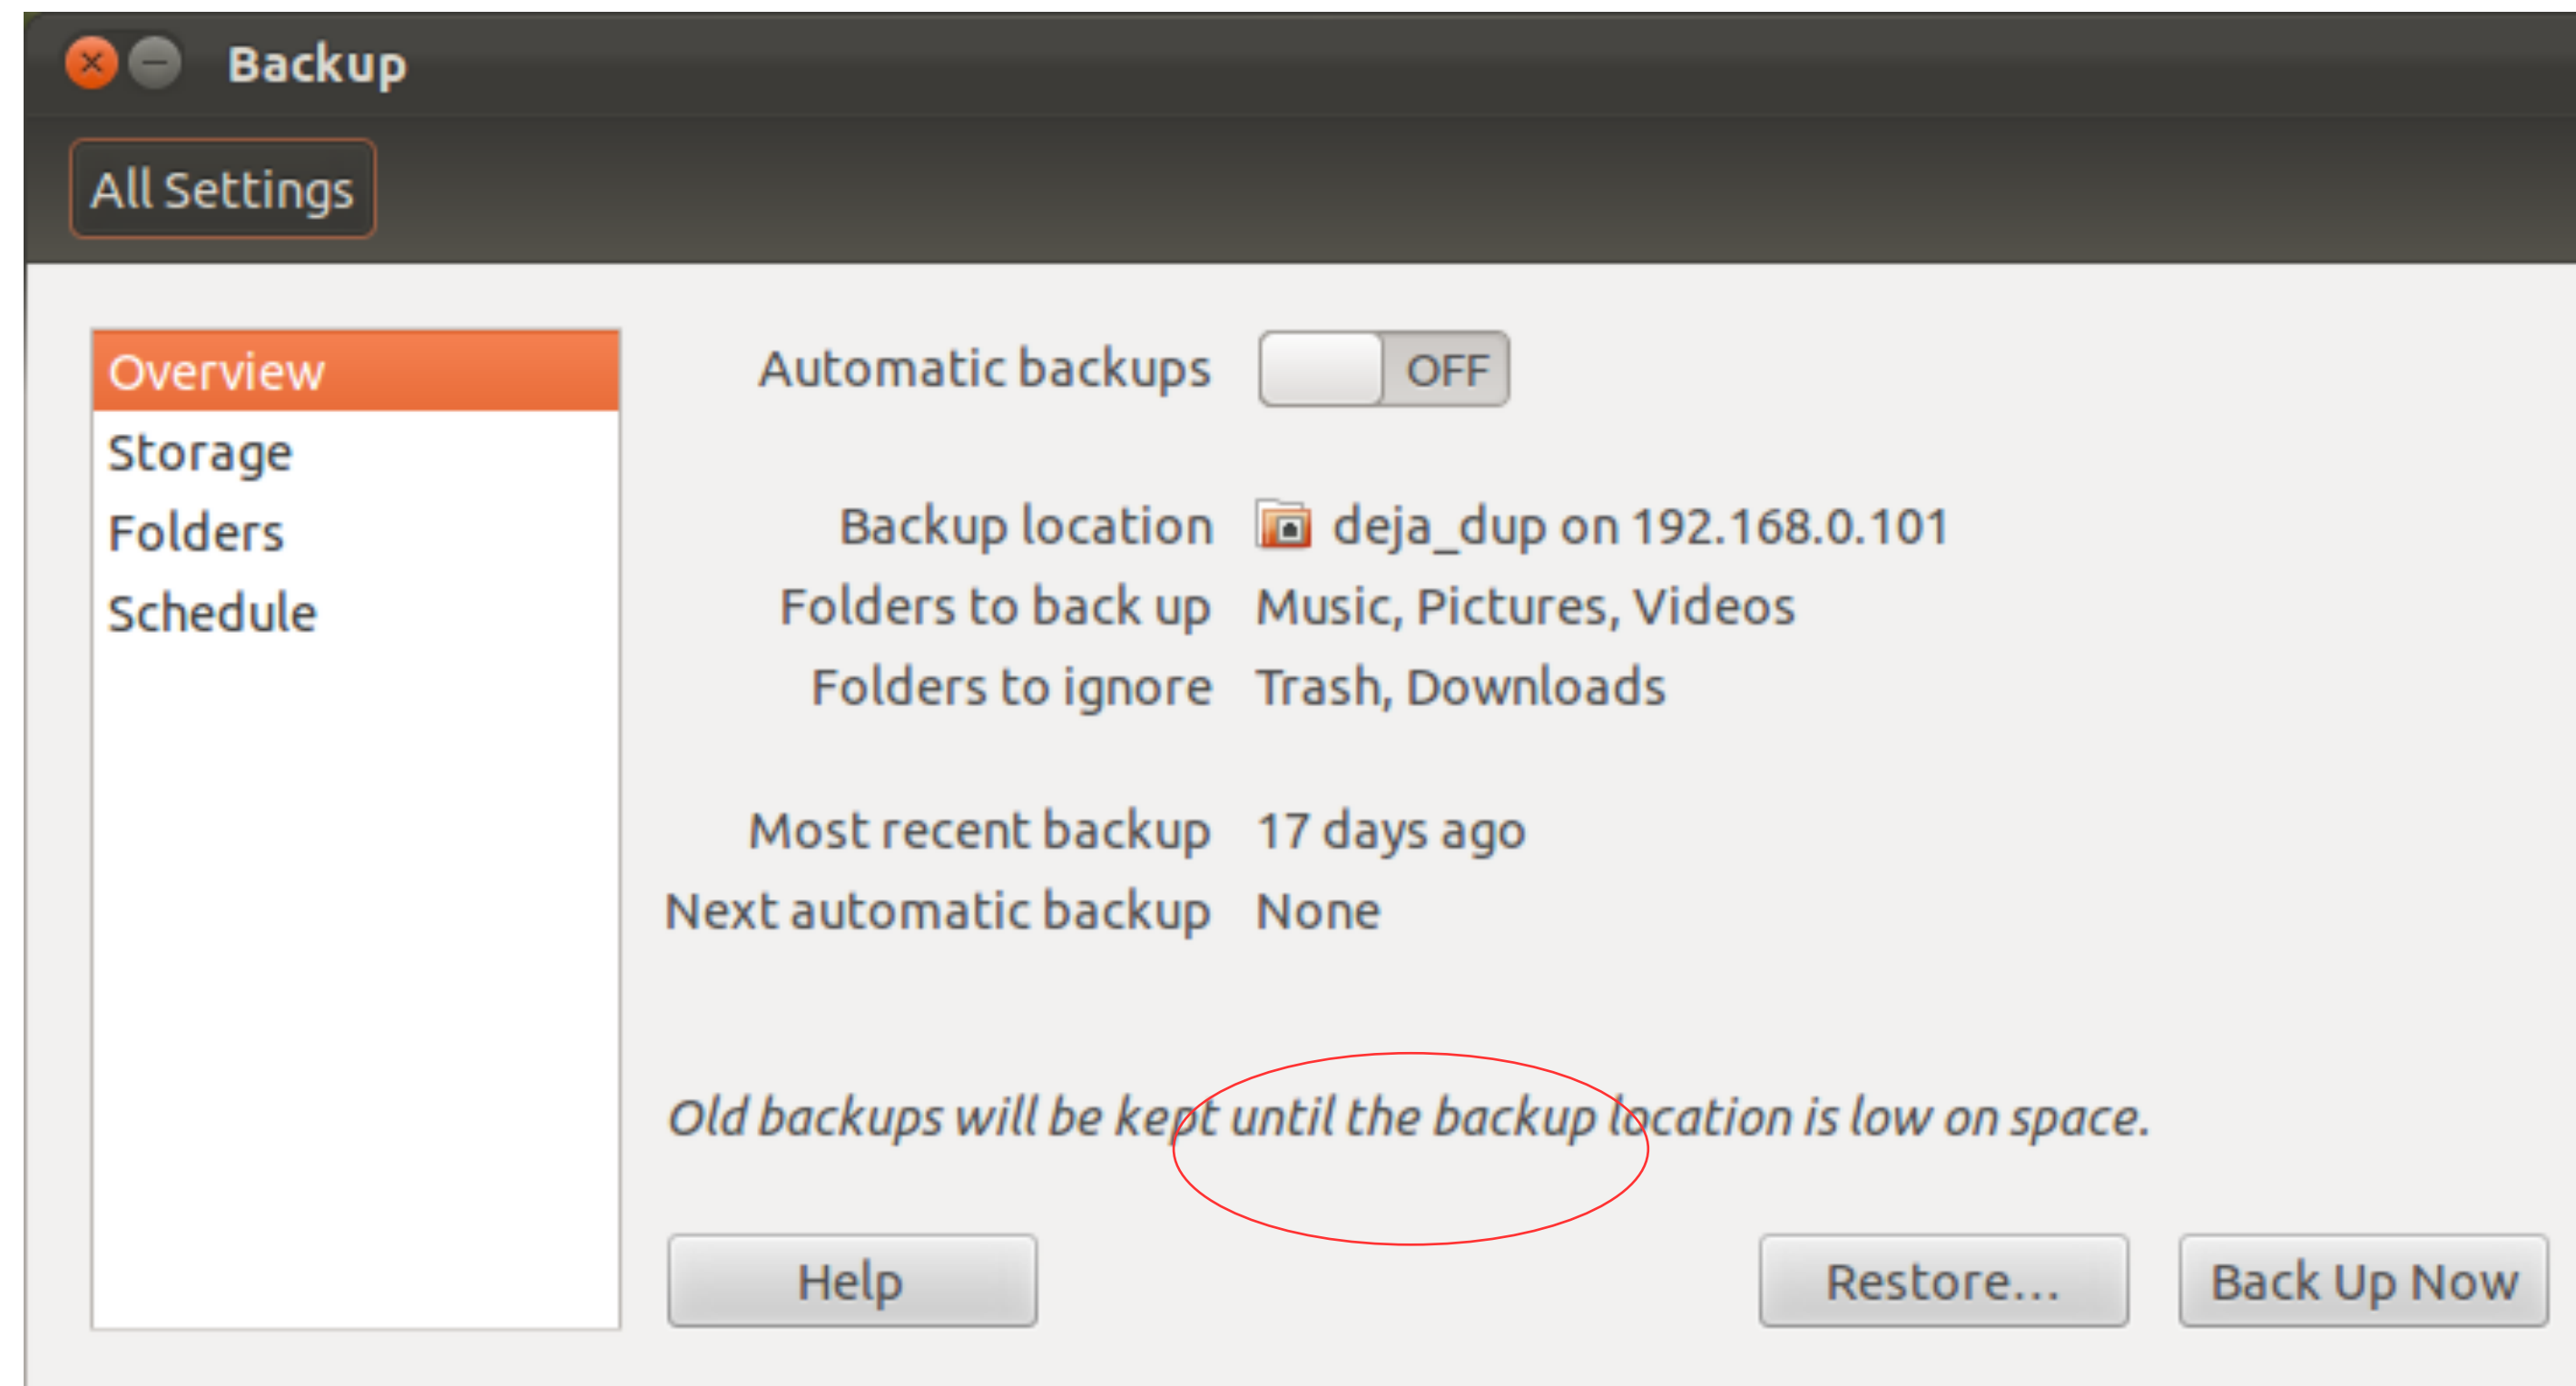 Backup
All Settings
Overview
Storage
Folders
Schedule
Automatic backups OFF
Backup location deja_dup on 192.168.0.101
Folders to back up Music, Pictures, Videos
Folders to ignore Trash, Downloads
Most recent backup 17 days ago
Next automatic backup None
Old backups will be kept until the backup location is low on space.
Help Restore... Back Up Now